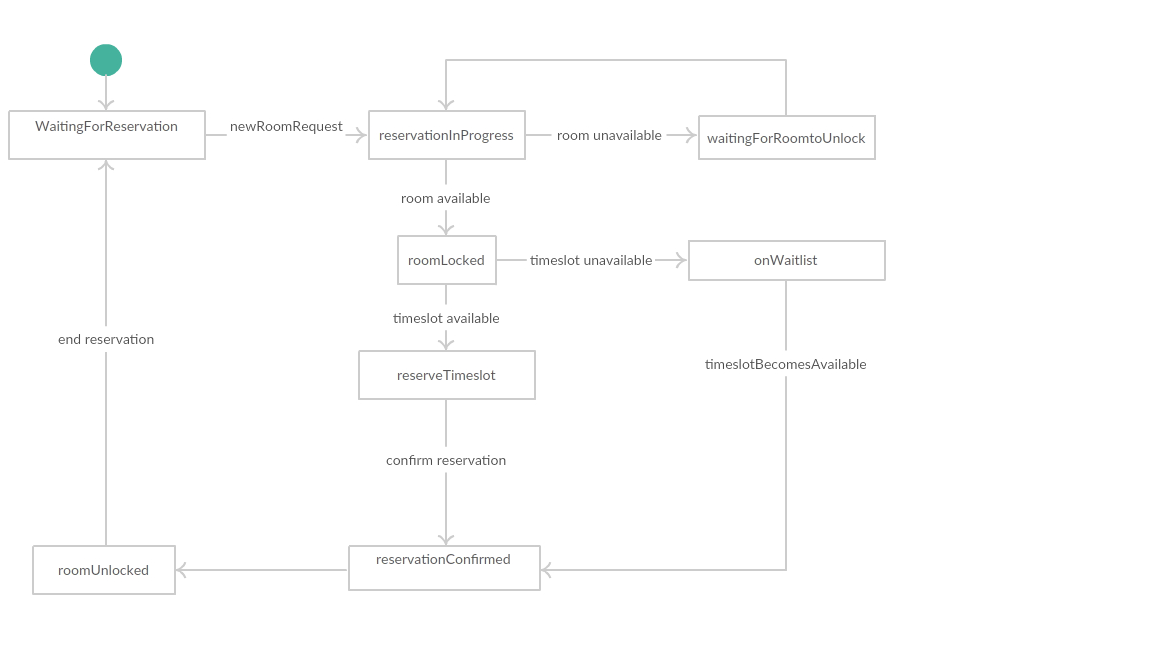 WaitingForReservation
newRoomRequest
reservationInProgress
room unavailable
waitingForRoomtoUnlock
room available
roomLocked
timeslot unavailable
onWaitlist
timeslot available
end reservation
timeslotBecomesAvailable
reserveTimeslot
confirm reservation
reservationConfirmed
roomUnlocked